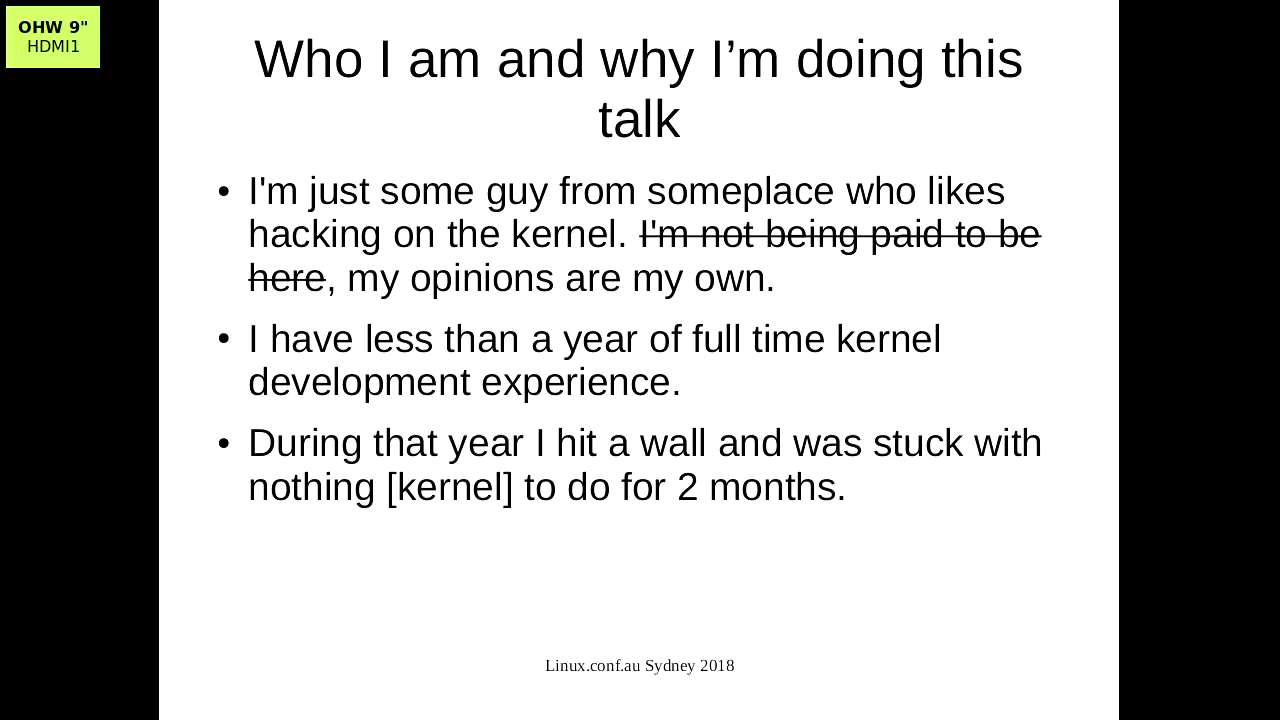 OHW 9"
HDMI1
Who I am and why I’m doing this
talk
• I'm just some guy from someplace who likes
hacking on the kernel. I'm not being paid to be
here, my opinions are my own.
• I have less than a year of full time kernel
development experience.
• During that year I hit a wall and was stuck with
nothing [kernel] to do for 2 months.
Linux.conf.au Sydney 2018